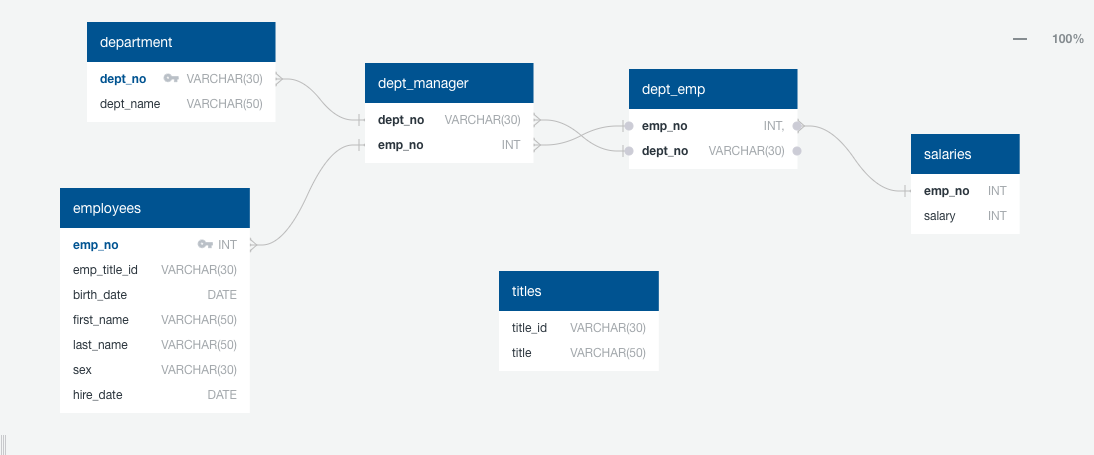 100%
department
dept_no VARCHAR(30)
dept_name VARCHAR(50)
dept_manager
dept_no VARCHAR(30)
emp_no INT
dept_emp
emp_no INT,
dept_no VARCHAR(30)
salaries
emp_no INT
salary INT
employees
emp_no INT
emp_title_id VARCHAR(30)
birth_date DATE
first_name VARCHAR(50)
last_name VARCHAR(50)
sex VARCHAR(30)
hire_date DATE
titles
title_id VARCHAR(30)
title VARCHAR(50)